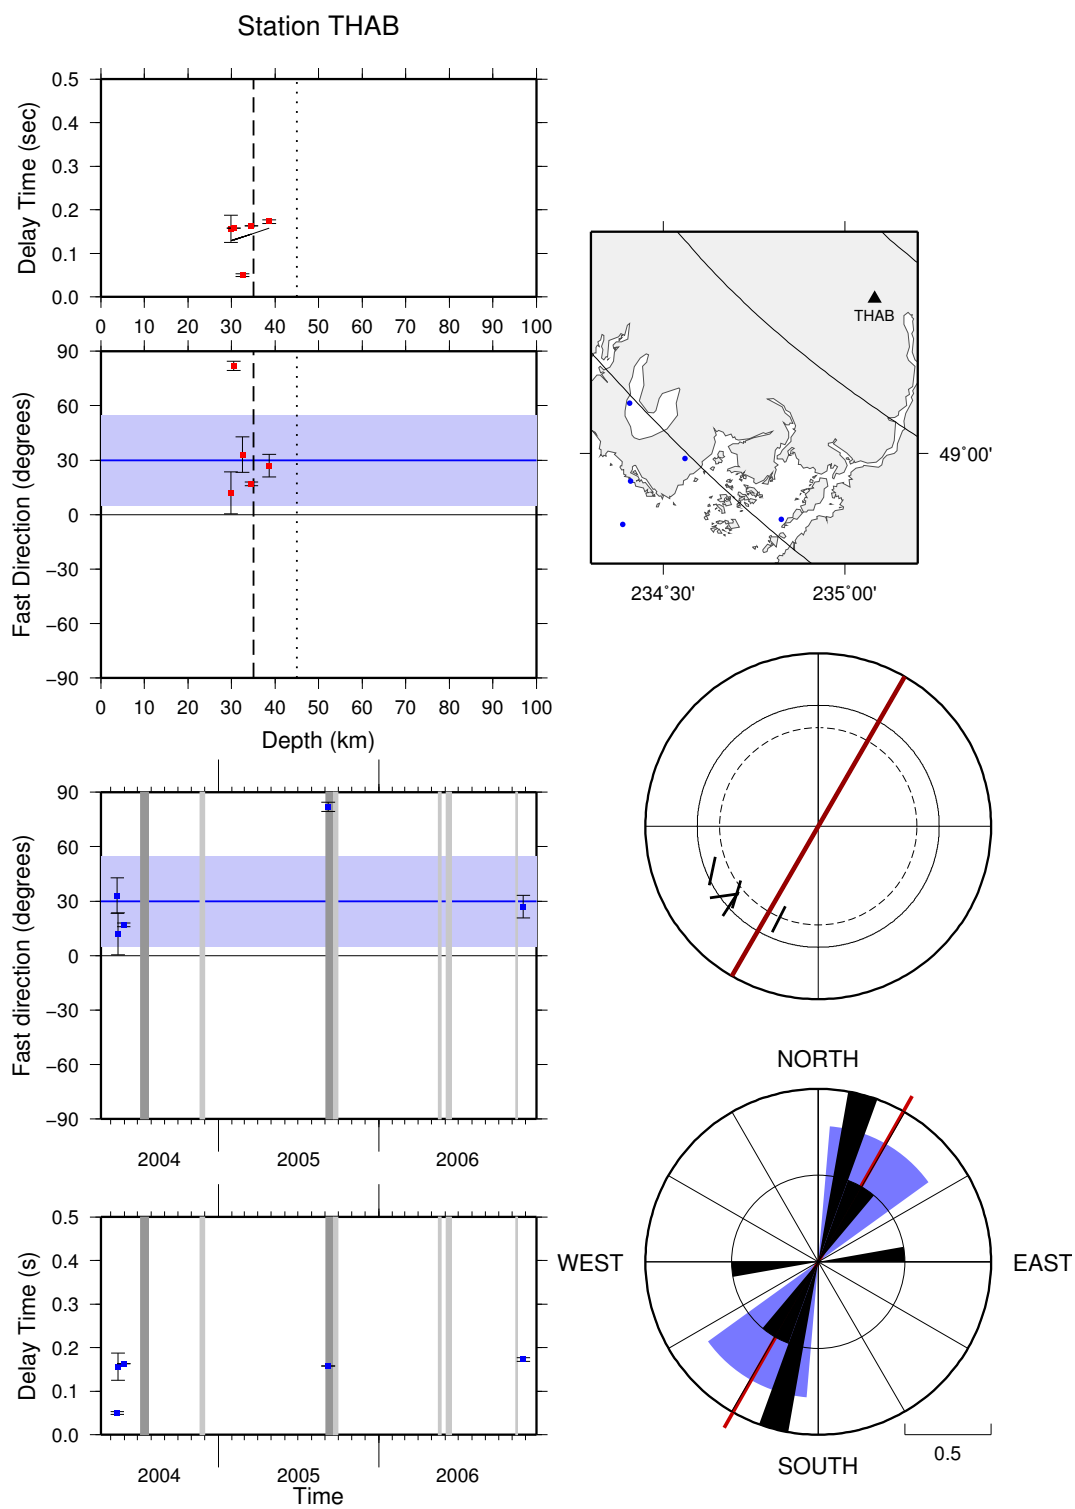 Station THAB
0.5
0.4
0.3
0.2
0.1
0.0
Delay Time (sec)
0 10 20 30 40 50 60 70 80 90 100
90
60
30
0
−30
−60
−90
Fast Direction (degrees)
0 10 20 30 40 50 60 70 80 90 100
Depth (km)
THAB
49°00'
234°30' 235°00'
90
60
30
0
−30
−60
−90
Fast direction (degrees)
2004 2005 2006
0.5
0.4
0.3
0.2
0.1
0.0
Delay Time (s)
2004 2005 2006
Time
NORTH
WEST EAST
SOUTH
0.5